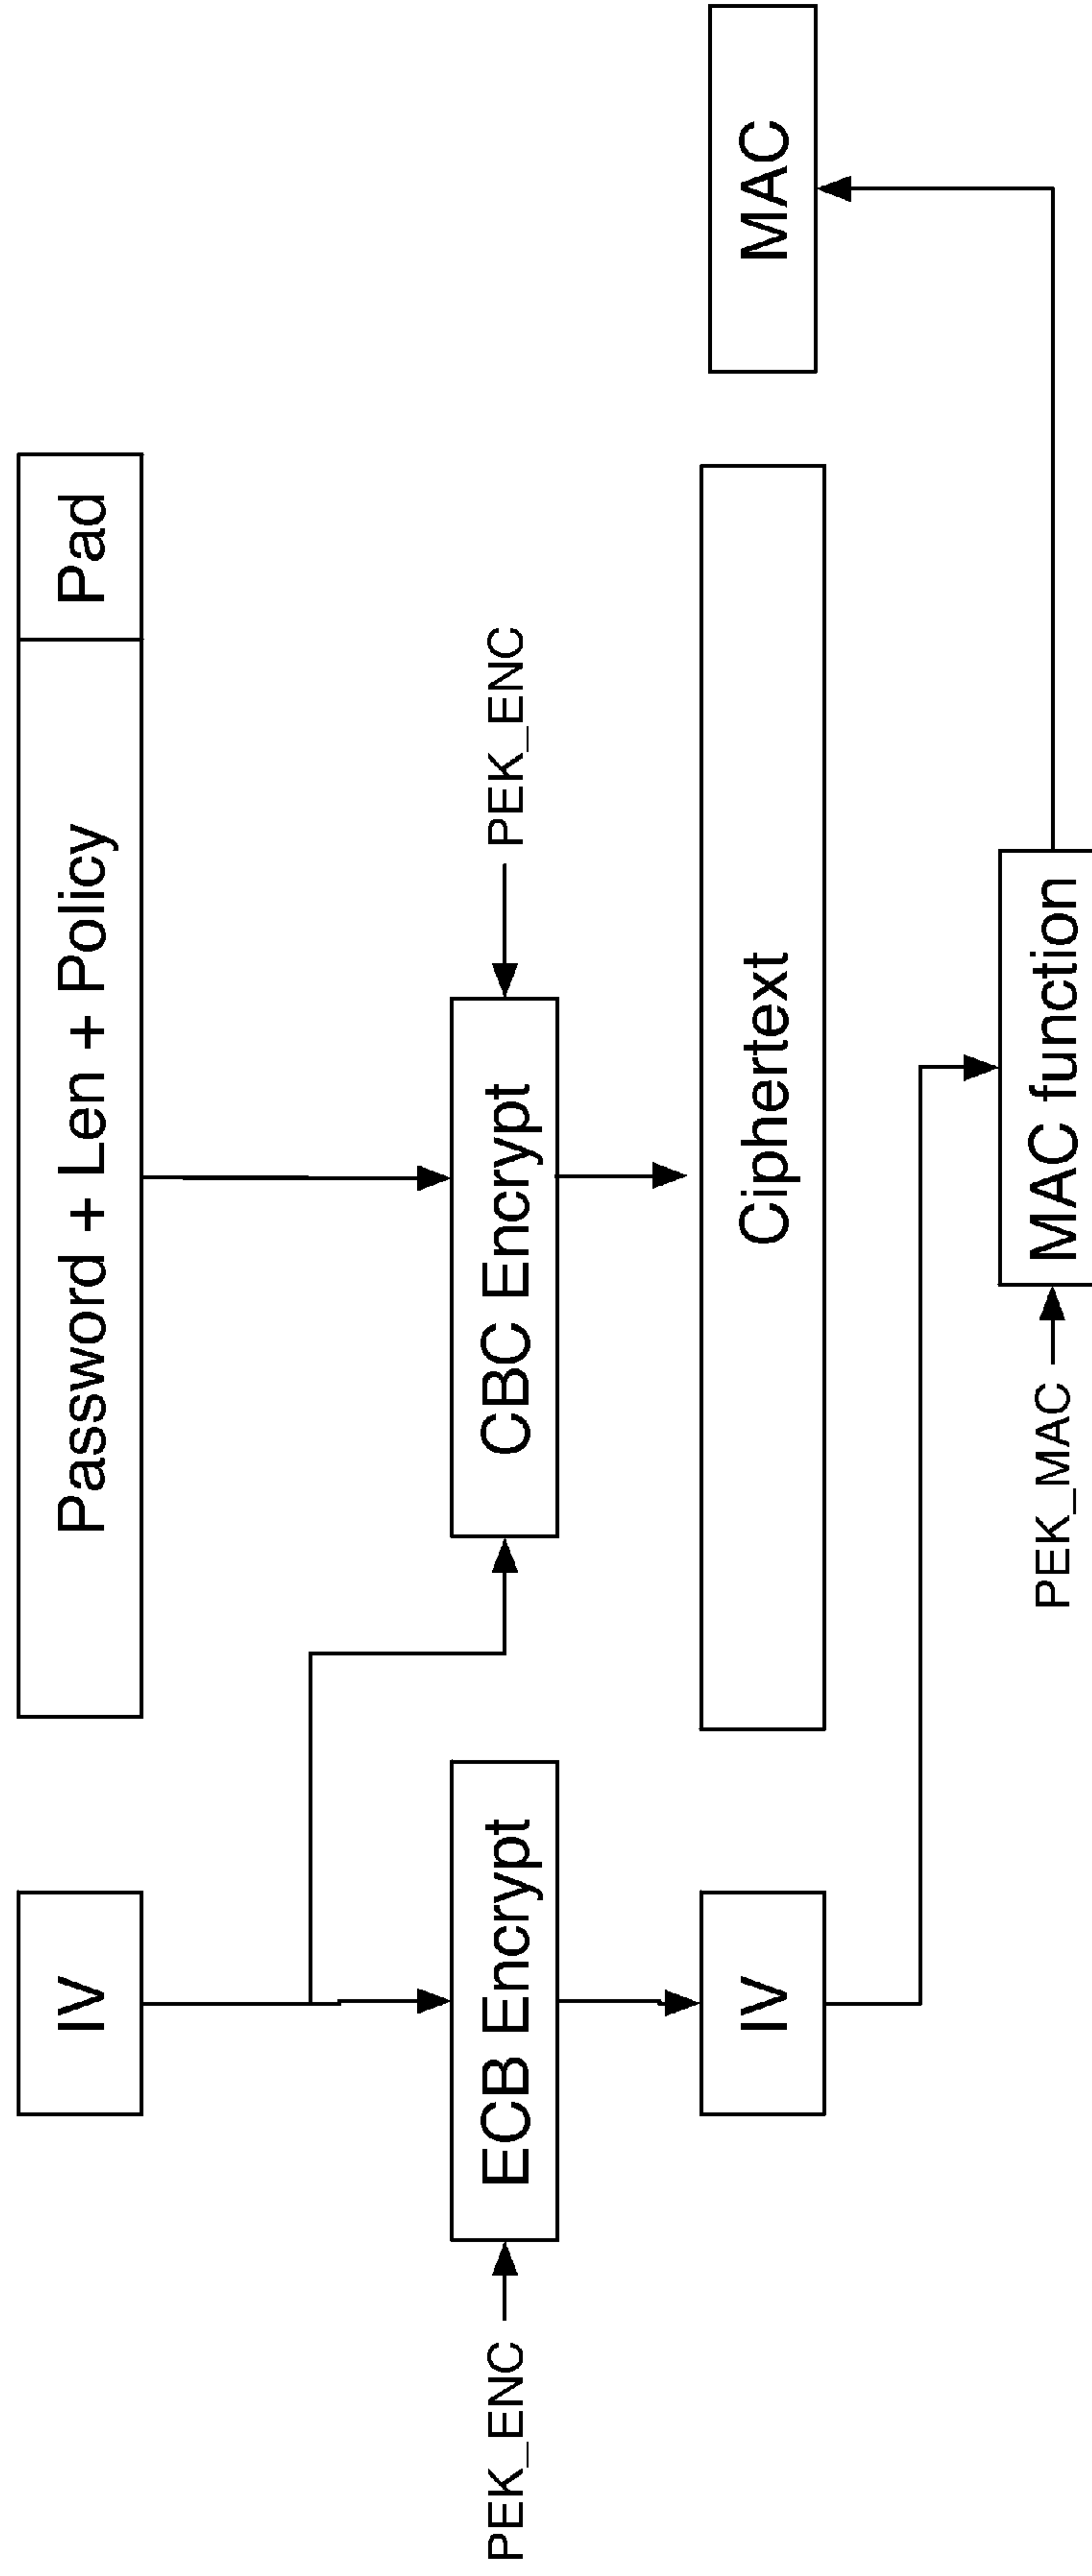 IV
Password + Len + Policy
Pad
PEK_ENC
ECB Encrypt
CBC Encrypt
PEK_ENC
IV
Ciphertext
MAC
PEK_MAC
MAC function